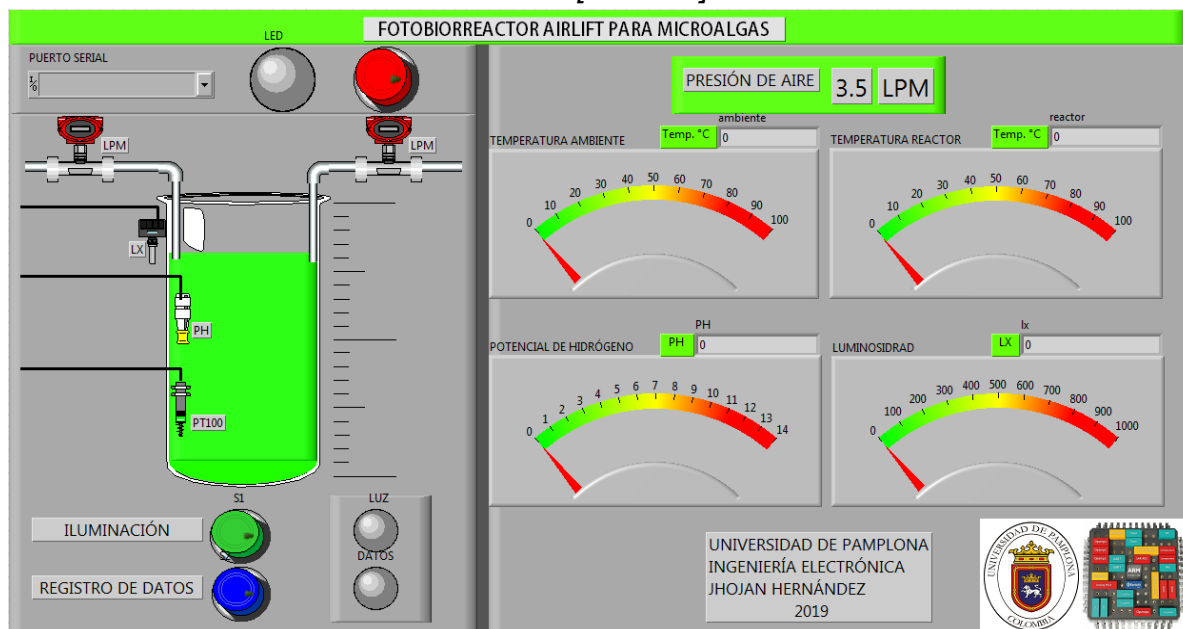 FOTOBIORREACTOR AIRLIFT PARA MICROALGAS
LED
PUERTO SERIAL
LPM
LPM
LX
PH
PT100
S1
LUZ
ILUMINACIÓN
S2
DATOS
REGISTRO DE DATOS
PRESIÓN DE AIRE 3.5 LPM
ambiente
TEMPERATURA AMBIENTE Temp. °C 0
0 10 20 30 40 50 60 70 80 90 100
reactor
TEMPERATURA REACTOR Temp. °C 0
0 10 20 30 40 50 60 70 80 90 100
PH
POTENCIAL DE HIDRÓGENO PH 0
0 1 2 3 4 5 6 7 8 9 10 11 12 13 14
lx
LUMINOSIDRAD LX 0
0 100 200 300 400 500 600 700 800 900 1000
UNIVERSIDAD DE PAMPLONA
INGENIERÍA ELECTRÓNICA
JHOJAN HERNÁNDEZ
2019
UNIVERSIDAD DE PAMPLONA
COLOMBIA
ARM